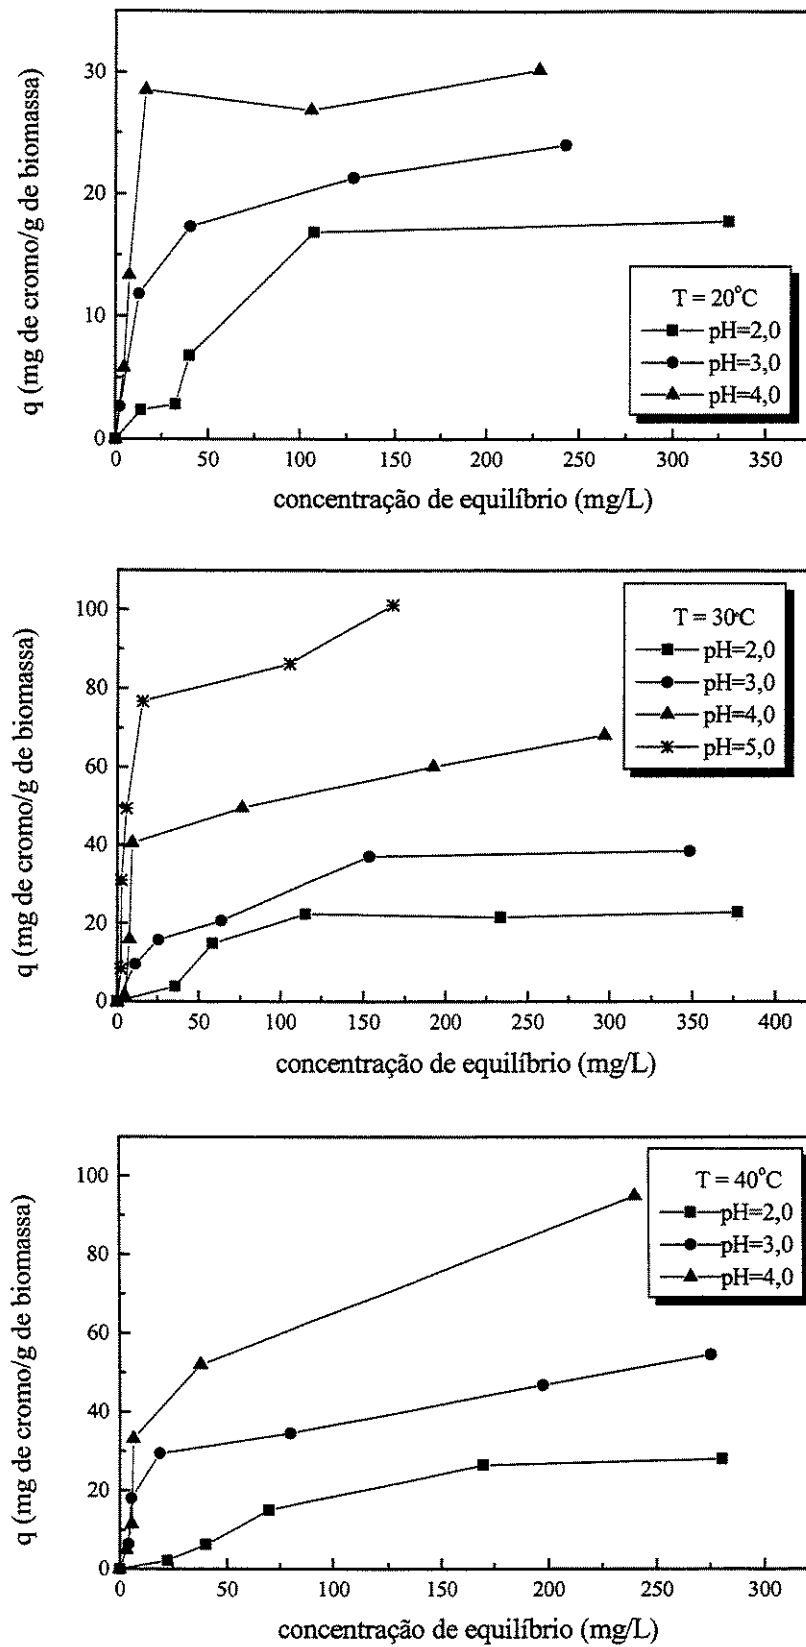 q (mg de cromo/g de biomassa)
30
20
10
0
0 50 100 150 200 250 300 350
concentração de equilíbrio (mg/L)
T = 20°C
pH=2,0
pH=3,0
pH=4,0
q (mg de cromo/g de biomassa)
100
80
60
40
20
0
0 50 100 150 200 250 300 350 400
concentração de equilíbrio (mg/L)
T = 30°C
pH=2,0
pH=3,0
pH=4,0
pH=5,0
q (mg de cromo/g de biomassa)
100
80
60
40
20
0
0 50 100 150 200 250 300
concentração de equilíbrio (mg/L)
T = 40°C
pH=2,0
pH=3,0
pH=4,0